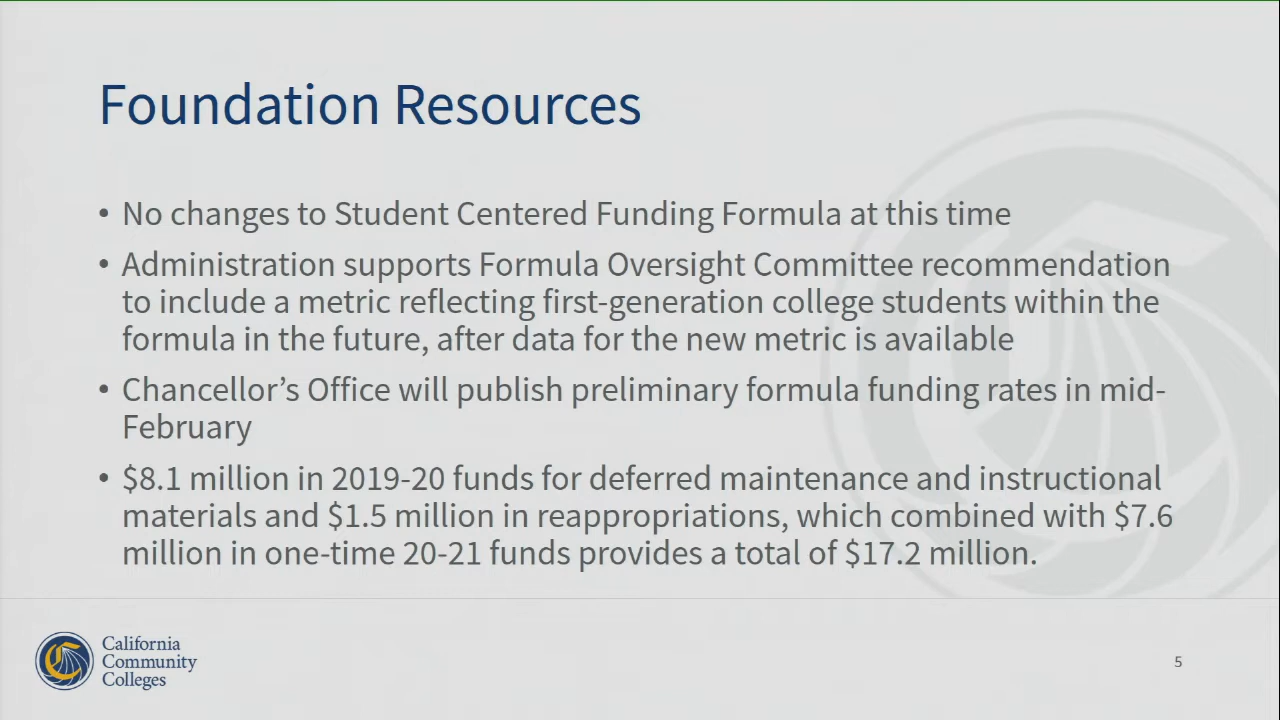 Foundation Resources
• No changes to Student Centered Funding Formula at this time
• Administration supports Formula Oversight Committee recommendation
to include a metric reflecting first-generation college students within the
formula in the future, after data for the new metric is available
• Chancellor’s Office will publish preliminary formula funding rates in mid-
February
• $8.1 million in 2019-20 funds for deferred maintenance and instructional
materials and $1.5 million in reappropriations, which combined with $7.6
million in one-time 20-21 funds provides a total of $17.2 million.
California
Community
Colleges
5